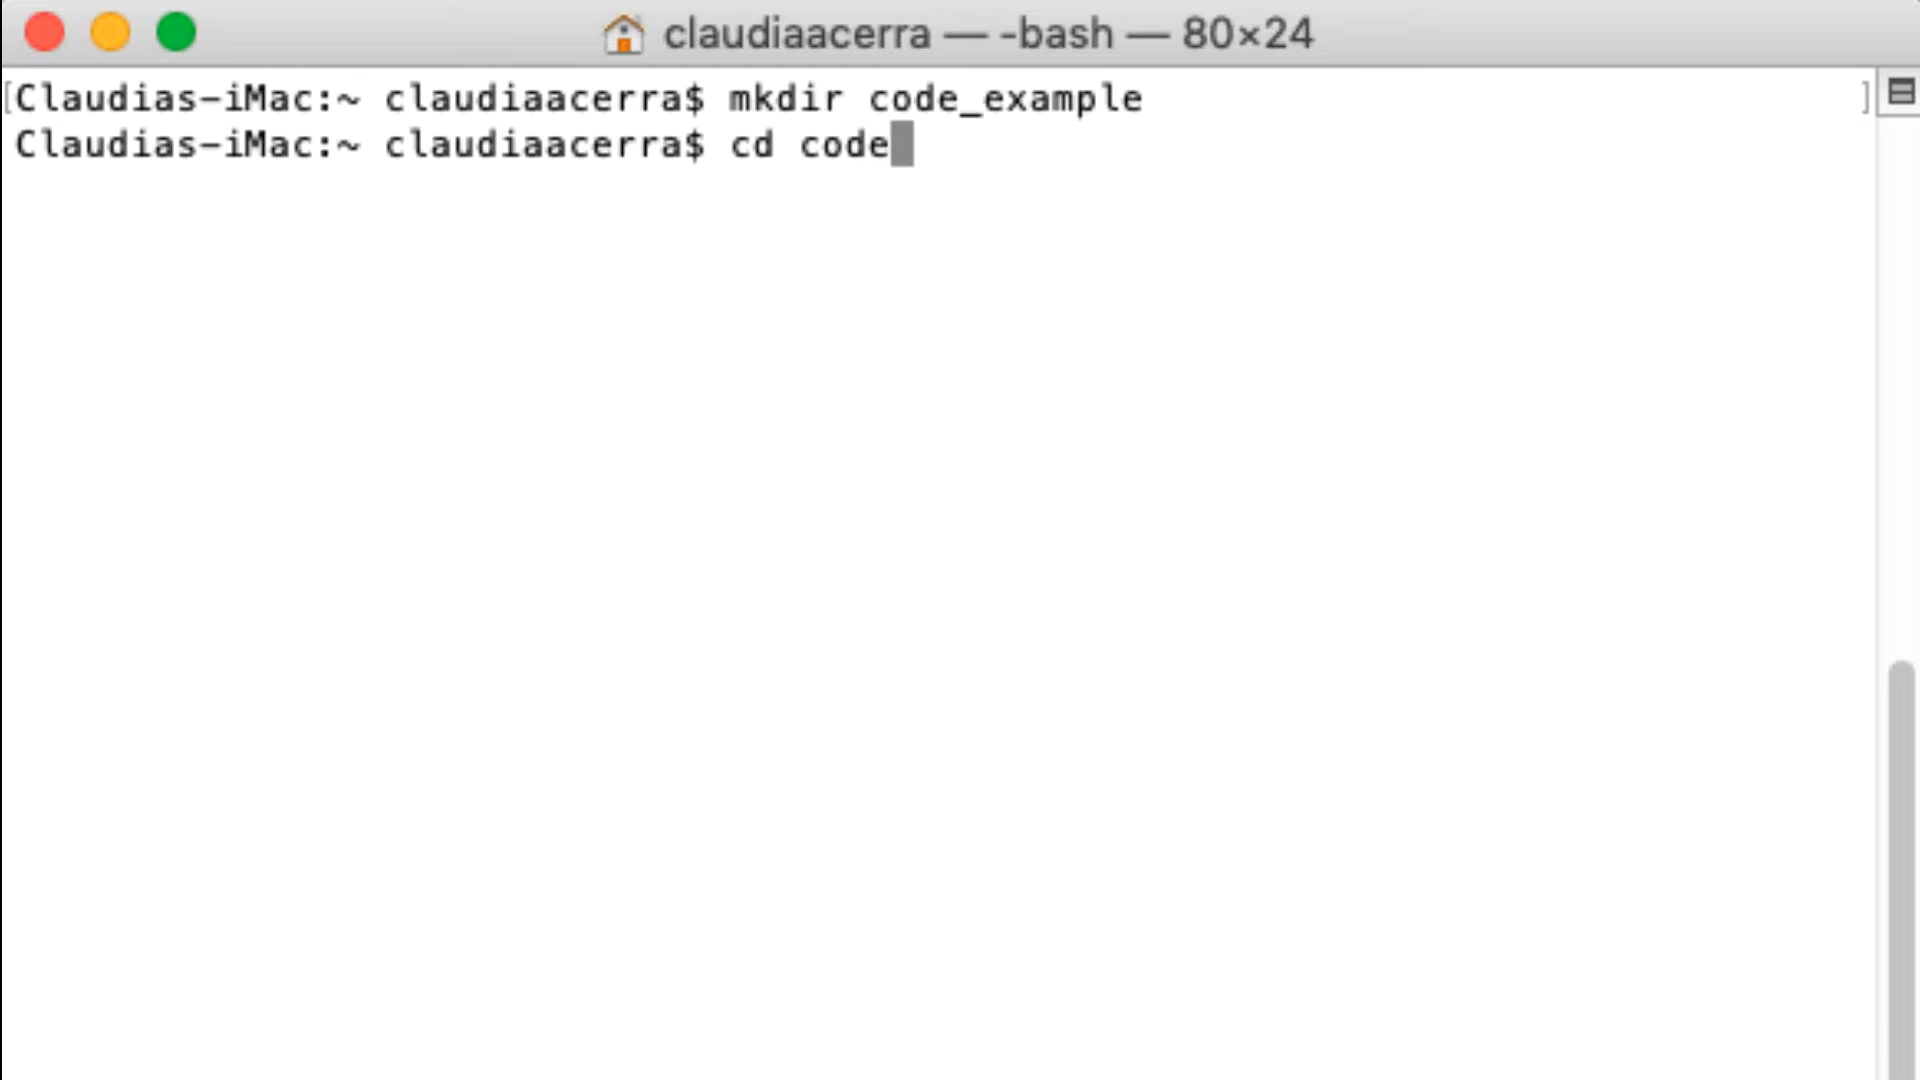 claudiaacerra — -bash — 80×24
[Claudias-iMac:~ claudiaacerra$ mkdir code_example ]
Claudias-iMac:~ claudiaacerra$ cd code